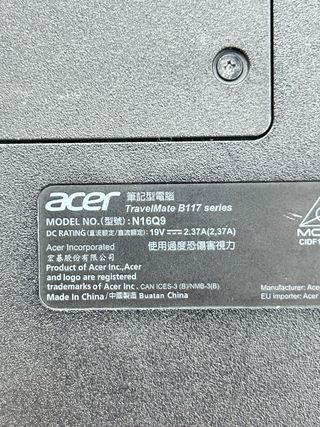 acer 筆記型電腦
TravelMate B117 series
MODEL NO.(型號) : N16Q9
DC RATING (直流額定/直流額定): 19V ⎓ 2.37A(2,37A)
Acer Incorporated 使用過度恐傷害視力
宏碁股份有限公司
Product of Acer Inc.,Acer
and logo are registered
trademarks of Acer Inc. CAN ICES-3 (B)/NMB-3(B)
Made In China/中國製造 Buatan China
MC
CIDF1
Manufacturer: Ace
EU importer: Acer